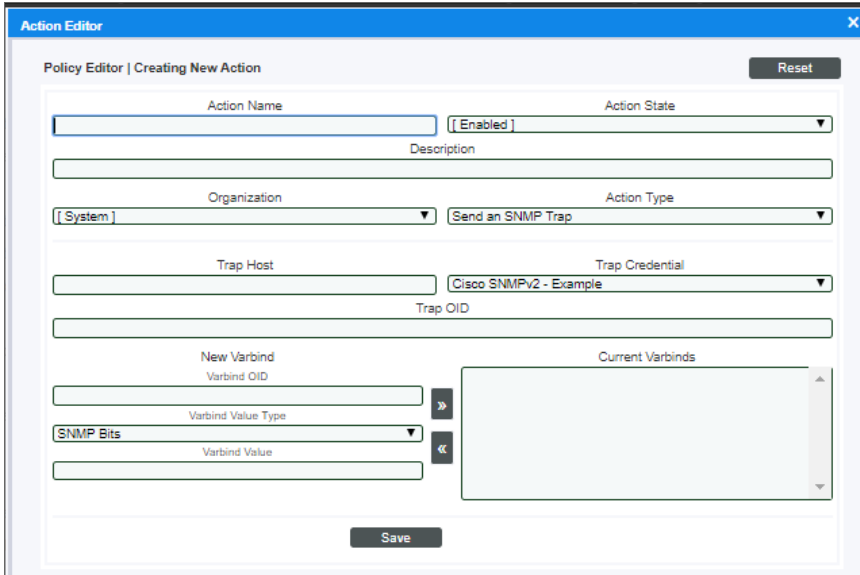 Action Editor
Policy Editor | Creating New Action Reset
Action Name Action State
[ Enabled ]
Description
Organization Action Type
[ System ] Send an SNMP Trap
Trap Host Trap Credential
Cisco SNMPv2 - Example
Trap OID
New Varbind Current Varbinds
Varbind OID
»
Varbind Value Type
SNMP Bits
«
Varbind Value
Save